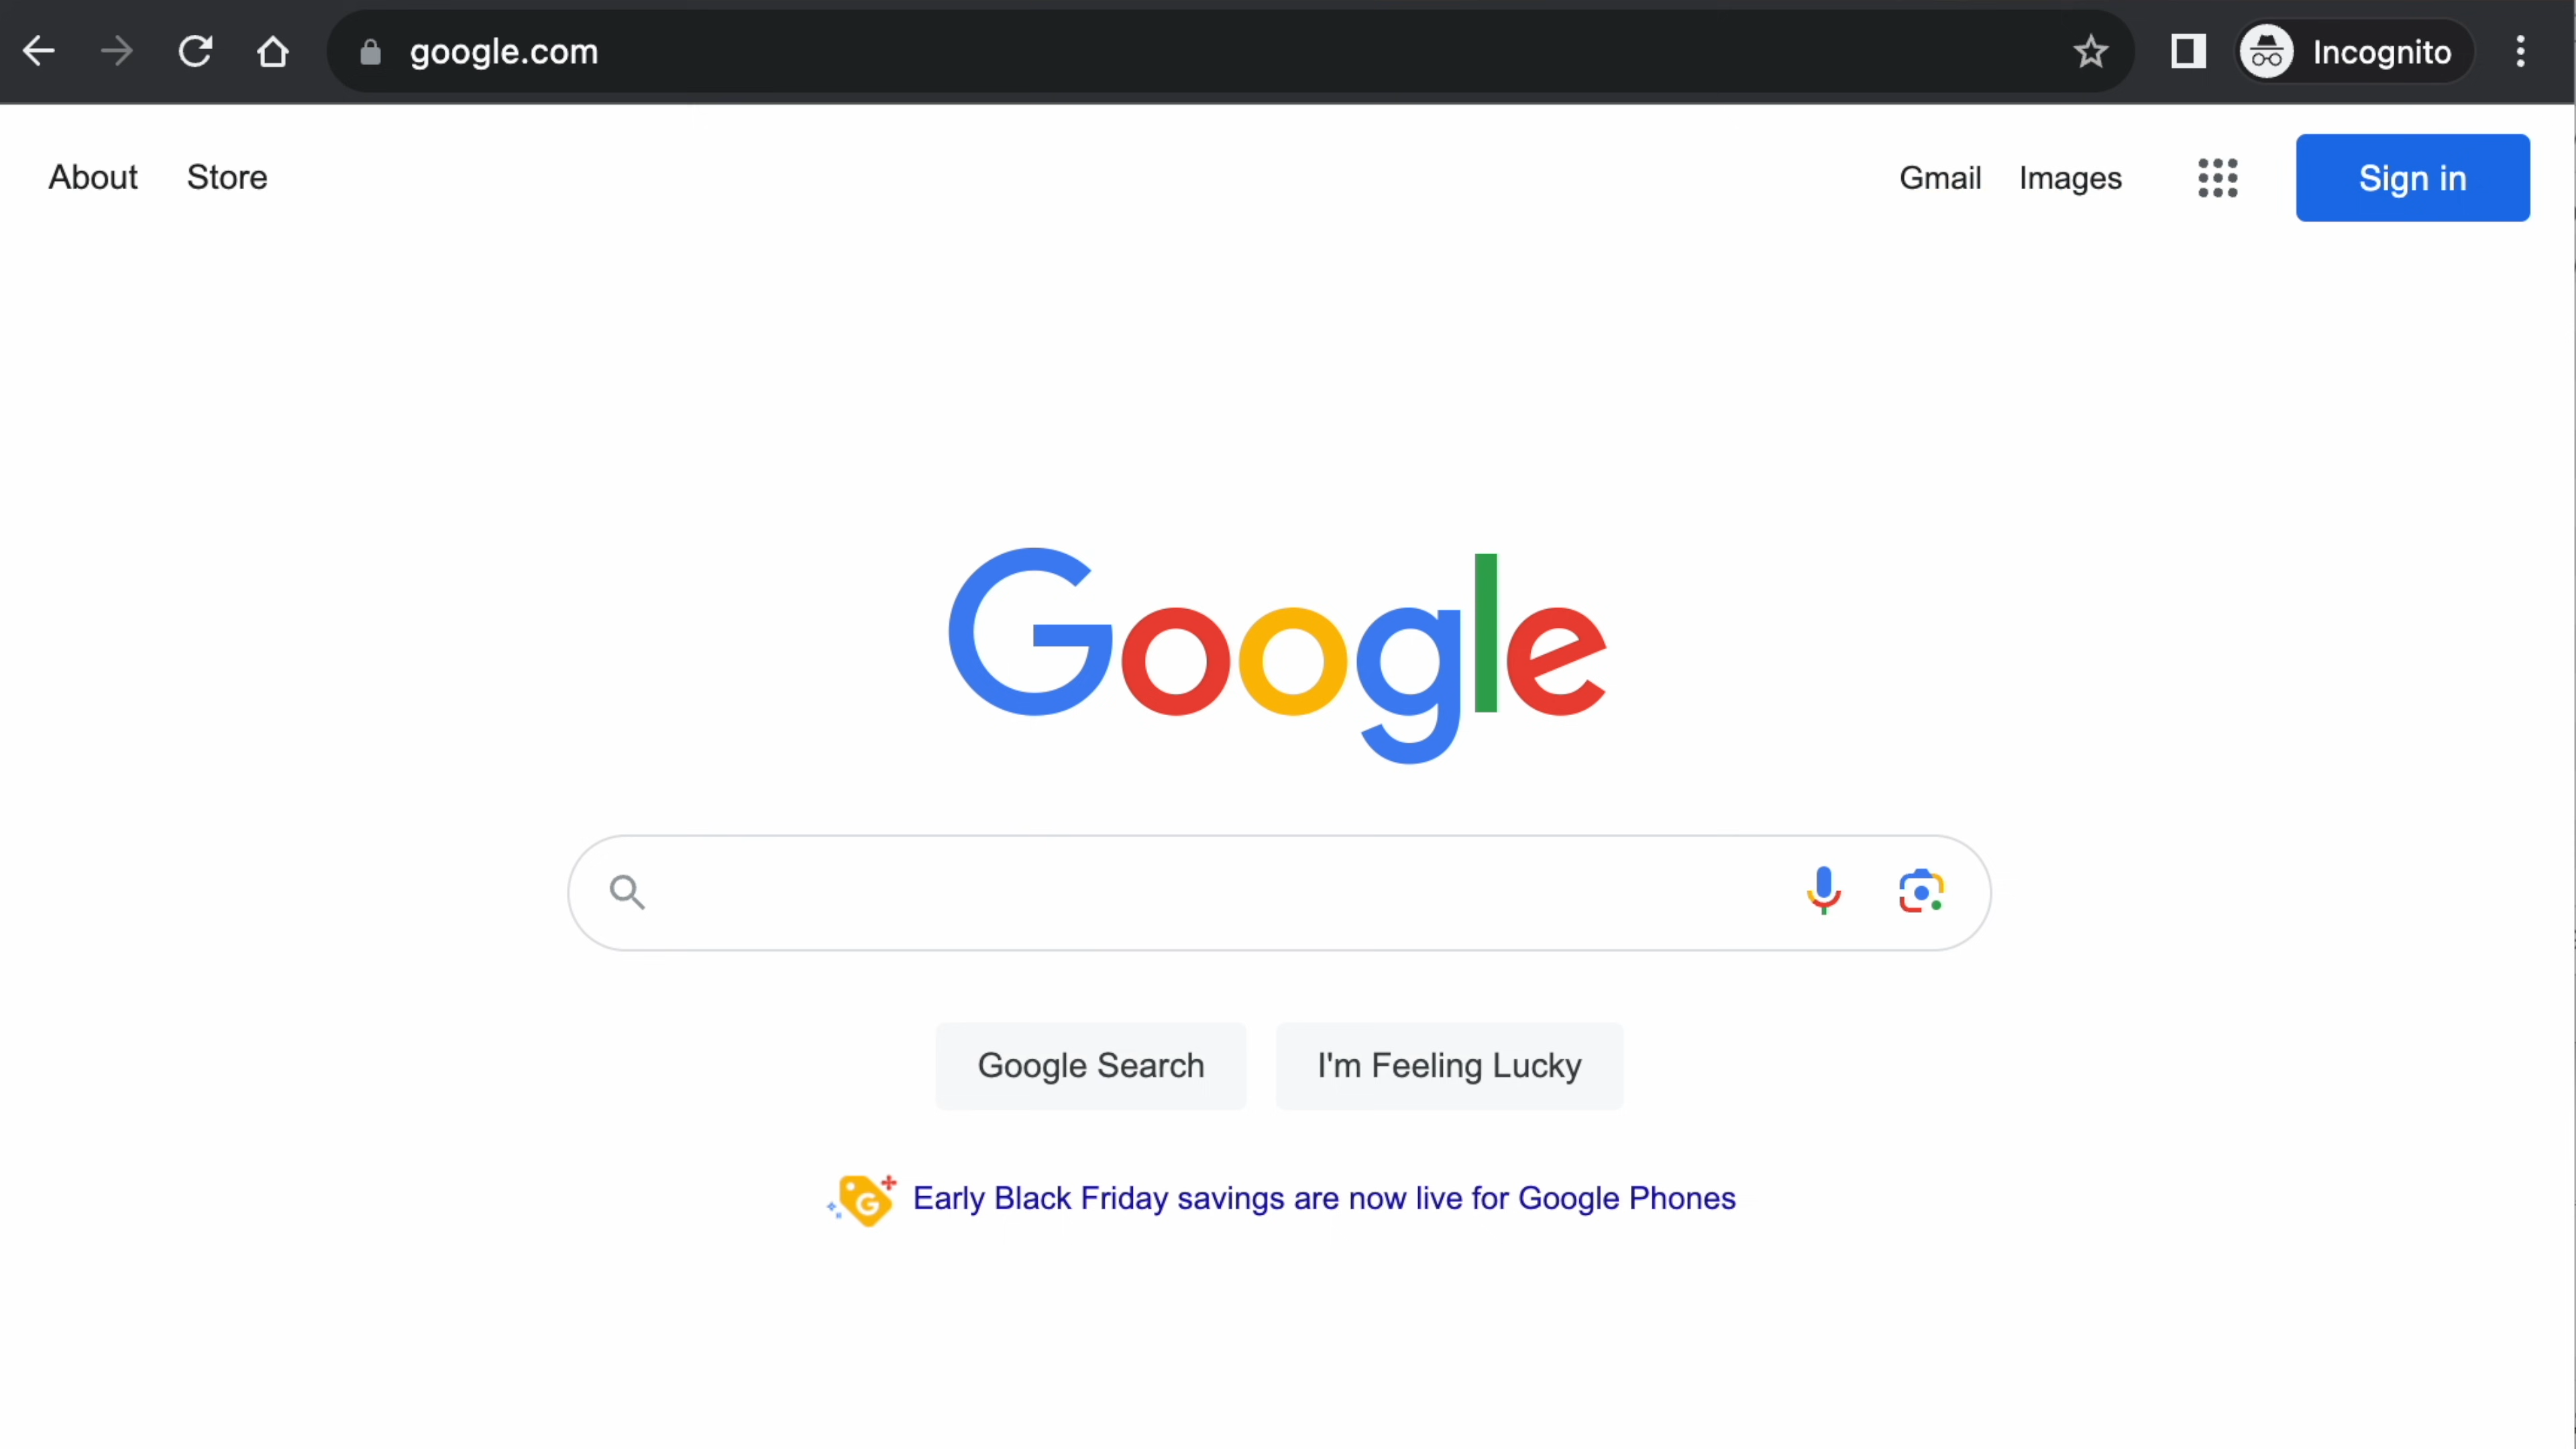 google.com
Incognito
About Store
Gmail Images Sign in
Google
Google Search I'm Feeling Lucky
G
Early Black Friday savings are now live for Google Phones